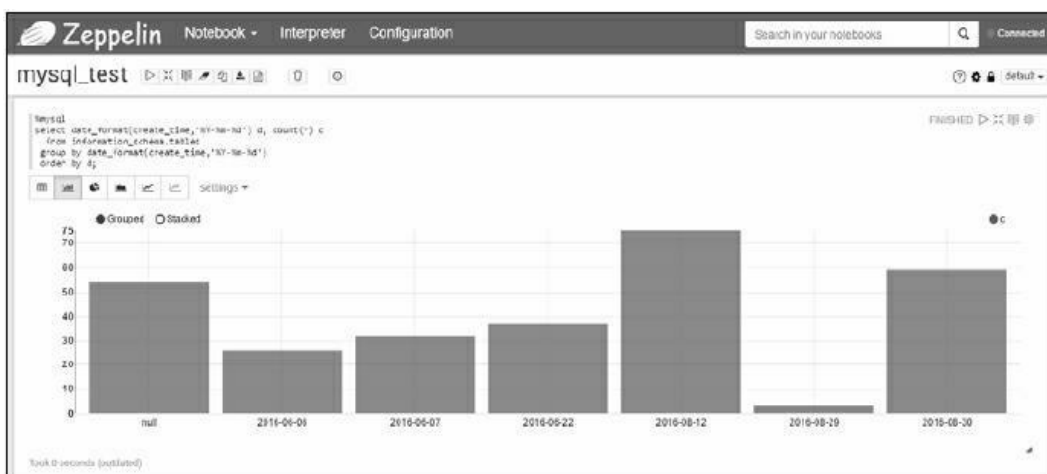 Zeppelin Notebook Interpreter Configuration Search in your notebooks Connected
mysql_test default
%mysql
select date_format(create_time,'%Y-%m-%d') d, count(*) c
from information_schema.tables
group by date_format(create_time,'%Y-%m-%d')
order by d;
FINISHED
settings
Grouped Stacked c
75
70
60
50
40
30
20
10
0
null 2016-06-06 2016-06-07 2016-06-22 2016-08-12 2016-08-29 2016-08-30
Took 0 seconds (outdated)